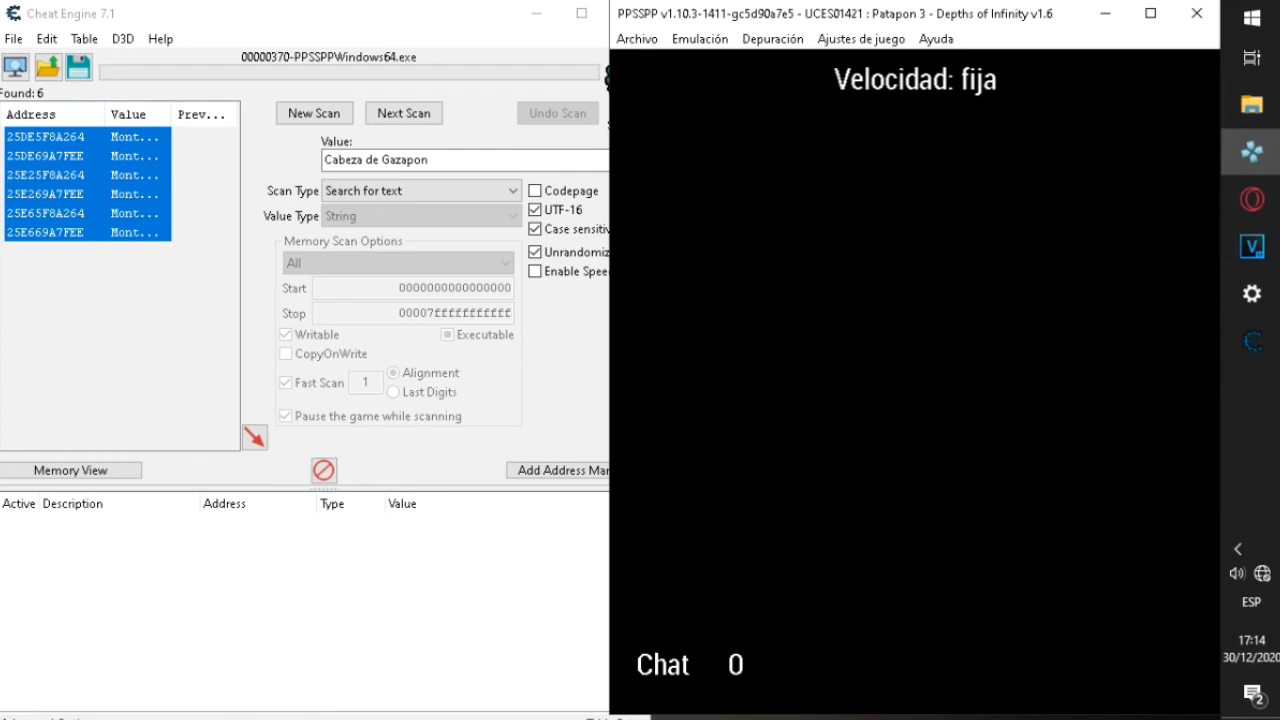 Cheat Engine 7.1
File Edit Table D3D Help
00000370-PPSSPPWindows64.exe
Found: 6
Address Value Prev...
25DE5F8A264 Mont...
25DE69A7FEE Mont...
25E25F8A264 Mont...
25E269A7FEE Mont...
25E65F8A264 Mont...
25E669A7FEE Mont...
New Scan Next Scan Undo Scan
Value:
Cabeza de Gazapon
Scan Type Search for text
Value Type String
Codepage
UTF-16
Case sensitiv
Unrandomiz
Enable Spee
Memory Scan Options
All
Start 0000000000000000
Stop 00007fffffffffff
Writable Executable
CopyOnWrite
Fast Scan 1 Alignment
Last Digits
Pause the game while scanning
Memory View Add Address Man
Active Description Address Type Value
PPSSPP v1.10.3-1411-gc5d90a7e5 - UCES01421 : Patapon 3 - Depths of Infinity v1.6
Archivo Emulación Depuración Ajustes de juego Ayuda
Velocidad: fija
Chat 0
V
ESP
17:14
30/12/2020
2